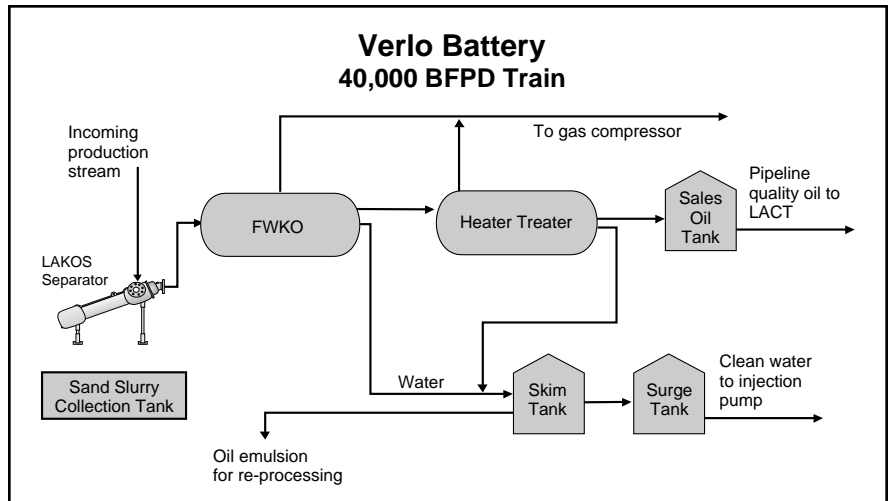 Verlo Battery
40,000 BFPD Train
Incoming
production
stream
To gas compressor
FWKO
Heater Treater
Sales
Oil
Tank
Pipeline
quality oil to
LACT
LAKOS
Separator
Sand Slurry
Collection Tank
Water
Skim
Tank
Surge
Tank
Clean water
to injection
pump
Oil emulsion
for re-processing